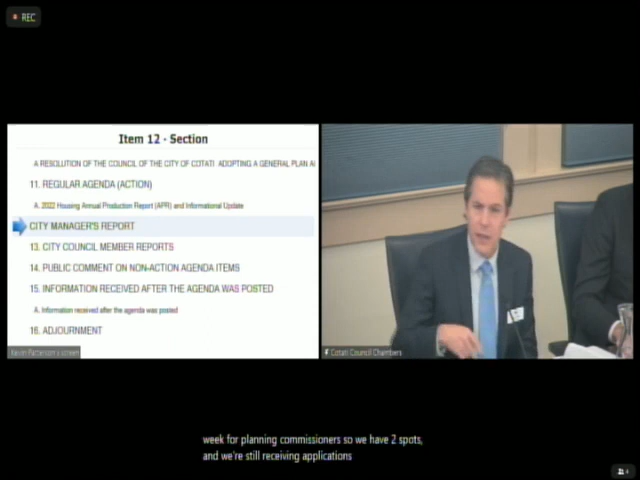 REC
Item 12 - Section
A RESOLUTION OF THE COUNCIL OF THE CITY OF COTATI ADOPTING A GENERAL PLAN A
11. REGULAR AGENDA (ACTION)
A. 2022 Housing Annual Production Report (APR) and Informational Update
CITY MANAGER'S REPORT
13. CITY COUNCIL MEMBER REPORTS
14. PUBLIC COMMENT ON NON-ACTION AGENDA ITEMS
15. INFORMATION RECEIVED AFTER THE AGENDA WAS POSTED
A. Information received after the agenda was posted
16. ADJOURNMENT
Kevin Patterson's screen
Cotati Council Chambers
week for planning commissioners so we have 2 spots,
and we're still receiving applications